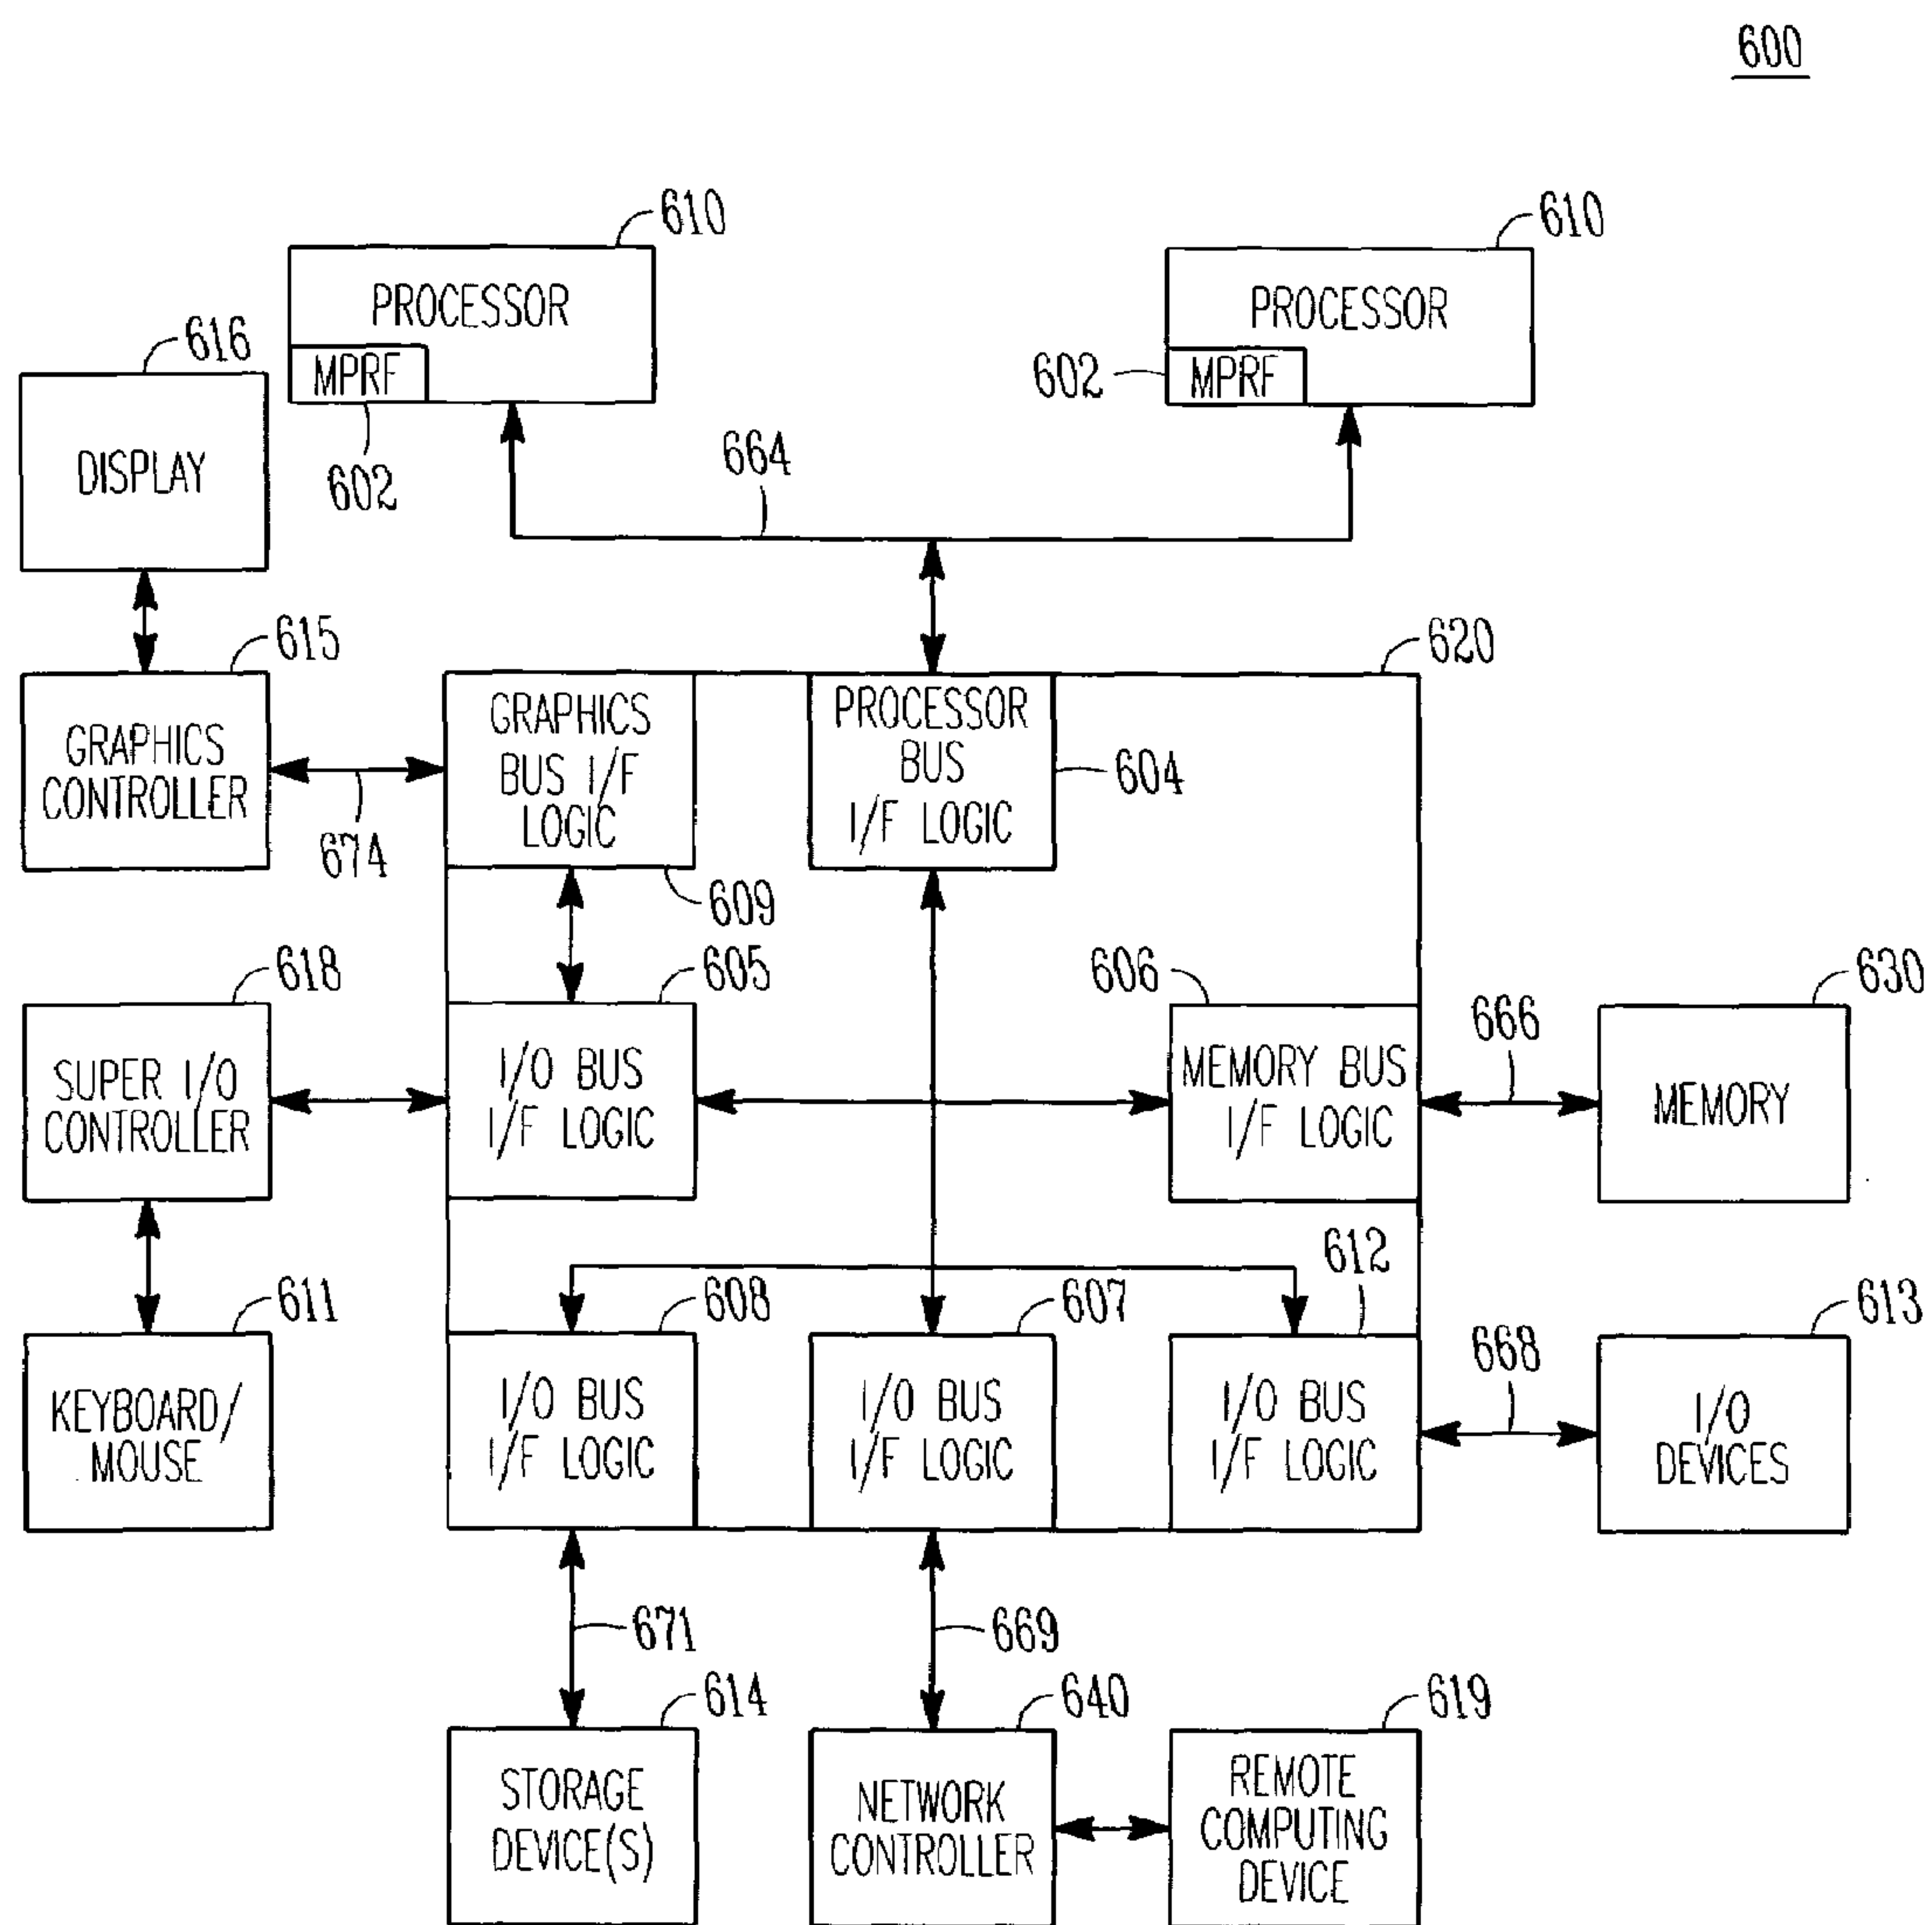 600
610
610
PROCESSOR
PROCESSOR
616
MPRF
602
MPRF
DISPLAY
602
664
615
620
GRAPHICS
CONTROLLER
674
GRAPHICS
BUS I/F
LOGIC
PROCESSOR
BUS
I/F LOGIC
604
609
618
605
606
630
SUPER I/O
CONTROLLER
I/O BUS
I/F LOGIC
MEMORY BUS
I/F LOGIC
666
MEMORY
611
608
607
612
613
KEYBOARD/
MOUSE
I/O BUS
I/F LOGIC
I/O BUS
I/F LOGIC
I/O BUS
I/F LOGIC
668
I/O
DEVICES
671
669
614
640
619
STORAGE
DEVICE(S)
NETWORK
CONTROLLER
REMOTE
COMPUTING
DEVICE